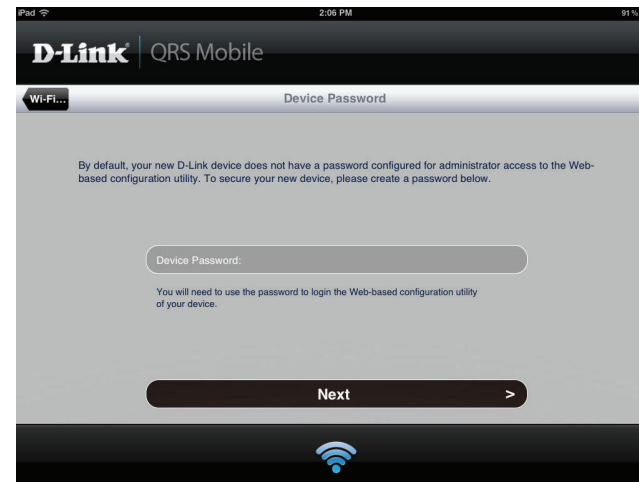 iPad 2:06 PM 91%
D-Link QRS Mobile
Wi-Fi... Device Password
By default, your new D-Link device does not have a password configured for administrator access to the Web-
based configuration utility. To secure your new device, please create a password below.
Device Password:
You will need to use the password to login the Web-based configuration utility
of your device.
Next >